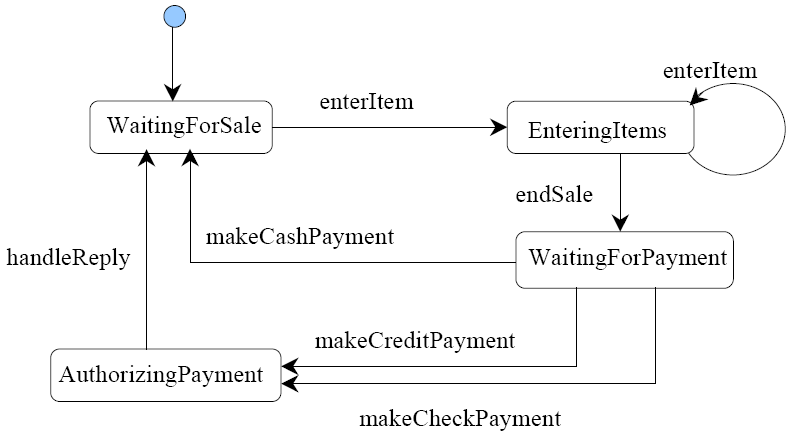 enterItem
enterItem
WaitingForSale
EnteringItems
endSale
makeCashPayment
handleReply
WaitingForPayment
makeCreditPayment
AuthorizingPayment
makeCheckPayment